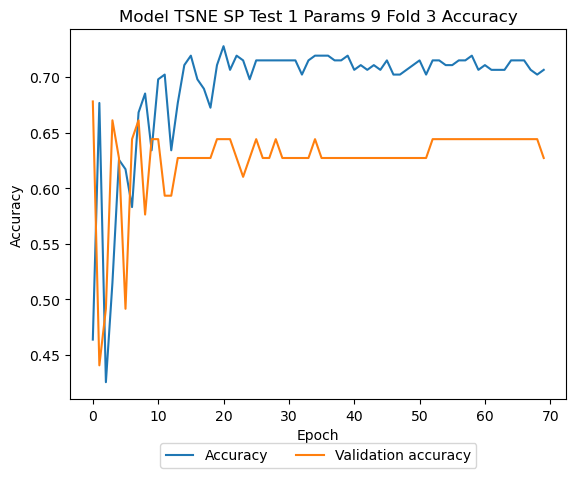 Model TSNE SP Test 1 Params 9 Fold 3 Accuracy
Accuracy
0.70
0.65
0.60
0.55
0.50
0.45
0 10 20 30 40 50 60 70
Epoch
Accuracy Validation accuracy